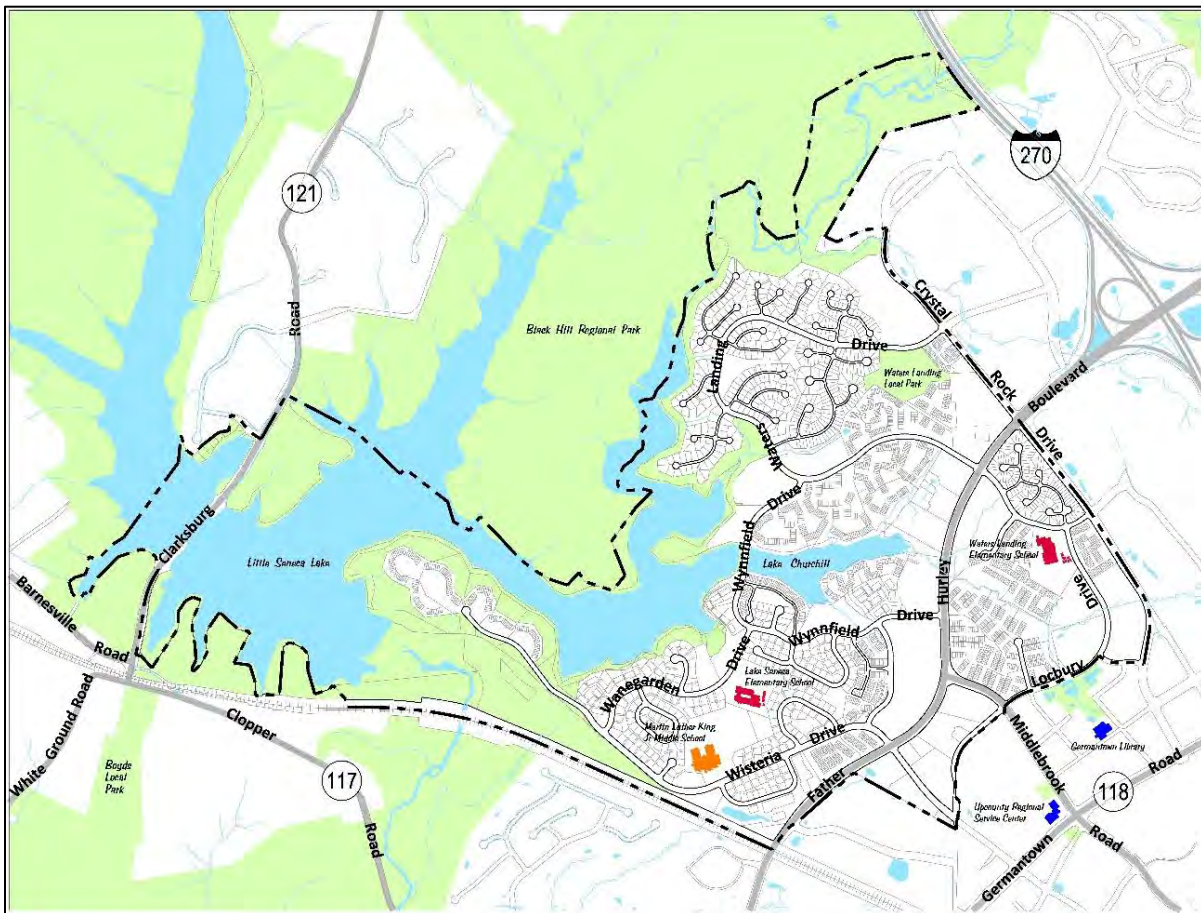 270
121
Road
Black Hill Regional Park
Crystal
Rock
Drive
Landing
Drive
Waters Landing
Local Park
Boulevard
Waters
Drive
Clarksburg
Little Seneca Lake
Wynnfield
Lake Churchill
Hurley
Waters Landing
Elementary School
Drive
Barnesville
Road
Wynnfield
Drive
Drive
Lake Seneca
Elementary School
Wanegarden
Locbury
White Ground Road
Clopper
Martin Luther King
Jr Middle School
Wisteria
Drive
Middlebrook
Germantown Library
Boyds
Local
Park
117
Father
118
Road
Upcounty Regional
Service Center
Road
Germantown
Road